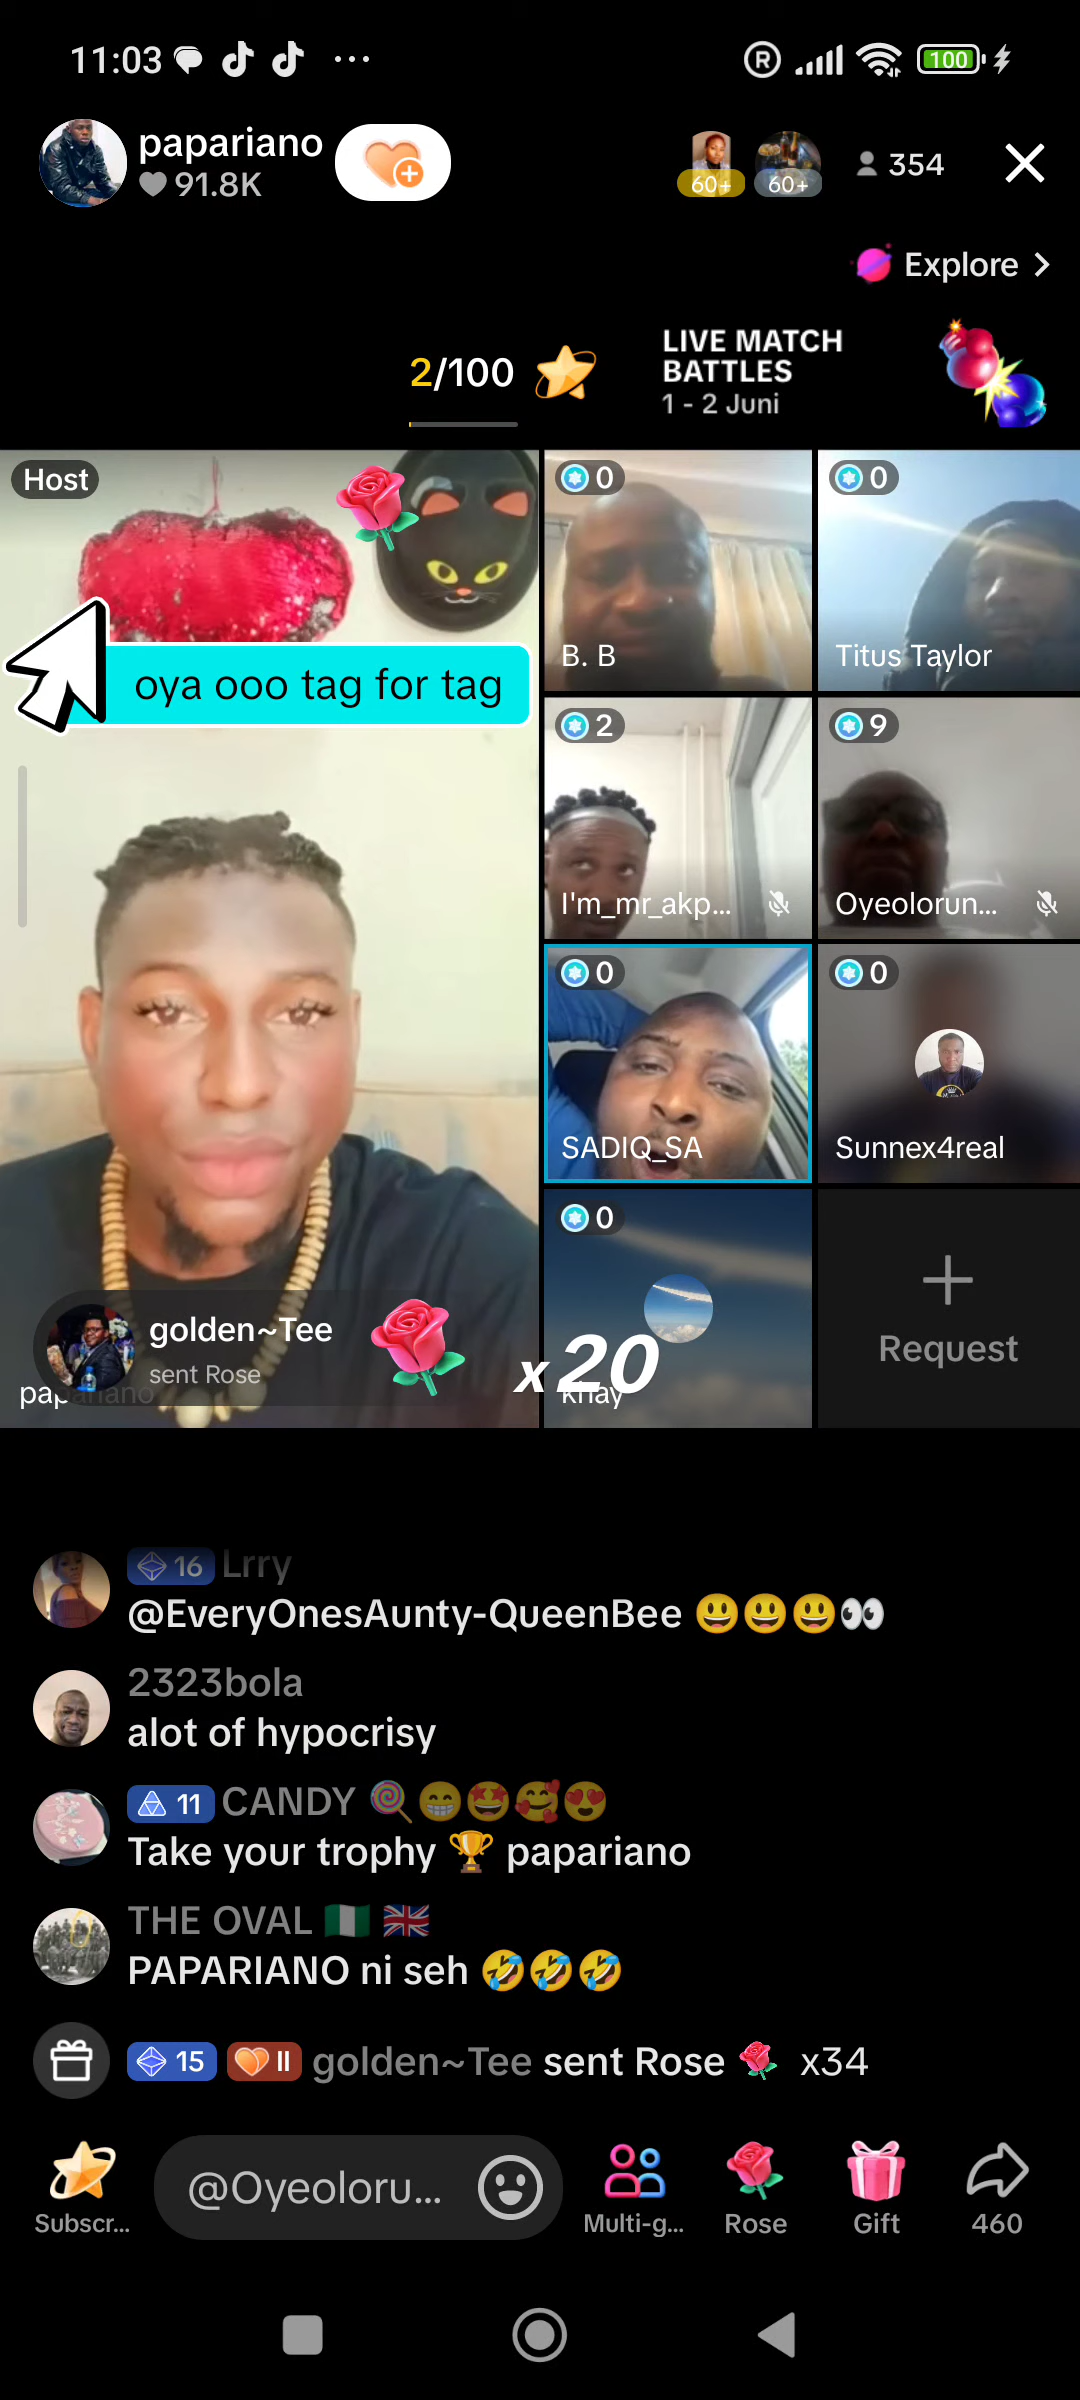 11:03
100
papariano
91.8K
60+ 60+
354
Explore
2/100
LIVE MATCH
BATTLES
1 - 2 Juni
Host
oya ooo tag for tag
0
B. B
0
Titus Taylor
2
I'm_mr_akp...
9
Oyeolorun...
0
SADIQ_SA
0
Sunnex4real
0
khay
Request
golden~Tee
sent Rose
x20
papariano
16 Lrry
@EveryOnesAunty-QueenBee 😃😃😃👀
2323bola
alot of hypocrisy
11 CANDY 🍭😁🤩🥰😍
Take your trophy 🏆 papariano
THE OVAL 🇳🇬 🇬🇧
PAPARIANO ni seh 🤣🤣🤣
15 II golden~Tee sent Rose 🌹 x34
@Oyeoloru...
Subscr...
Multi-g...
Rose
Gift
460